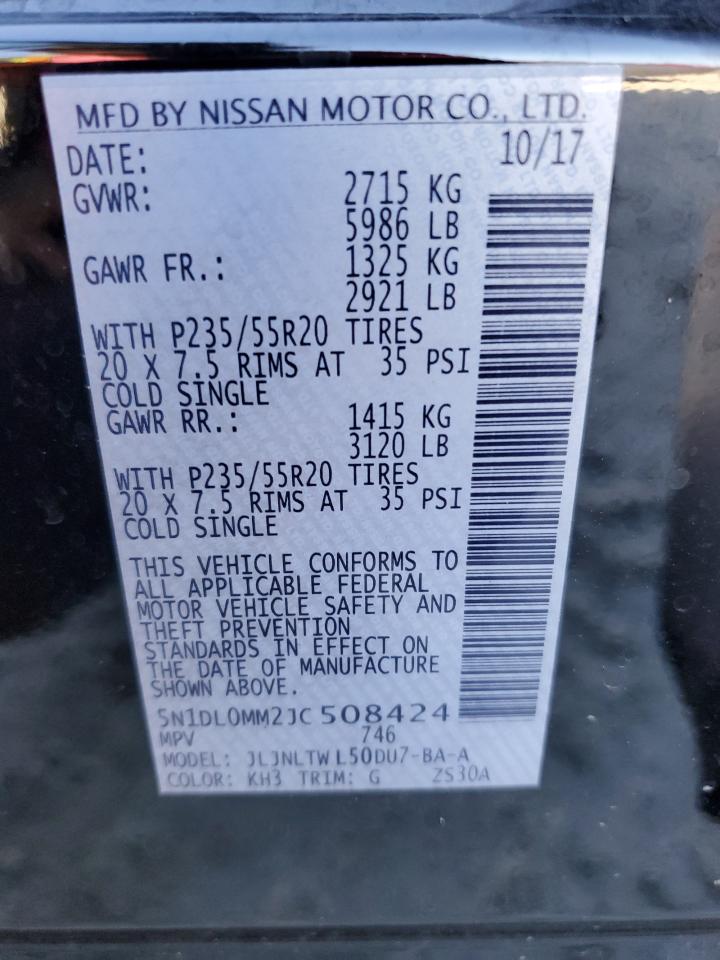 MFD BY NISSAN MOTOR CO., LTD.
DATE: 10/17
GVWR: 2715 KG
5986 LB
GAWR FR.: 1325 KG
2921 LB
WITH P235/55R20 TIRES
20 X 7.5 RIMS AT 35 PSI
COLD SINGLE
GAWR RR.: 1415 KG
3120 LB
WITH P235/55R20 TIRES
20 X 7.5 RIMS AT 35 PSI
COLD SINGLE
THIS VEHICLE CONFORMS TO
ALL APPLICABLE FEDERAL
MOTOR VEHICLE SAFETY AND
THEFT PREVENTION
STANDARDS IN EFFECT ON
THE DATE OF MANUFACTURE
SHOWN ABOVE.
5N1DL0MM2JC508424
MPV 746
MODEL: JLJNLTWL50DU7-BA-A
COLOR: KH3 TRIM: G ZS30A